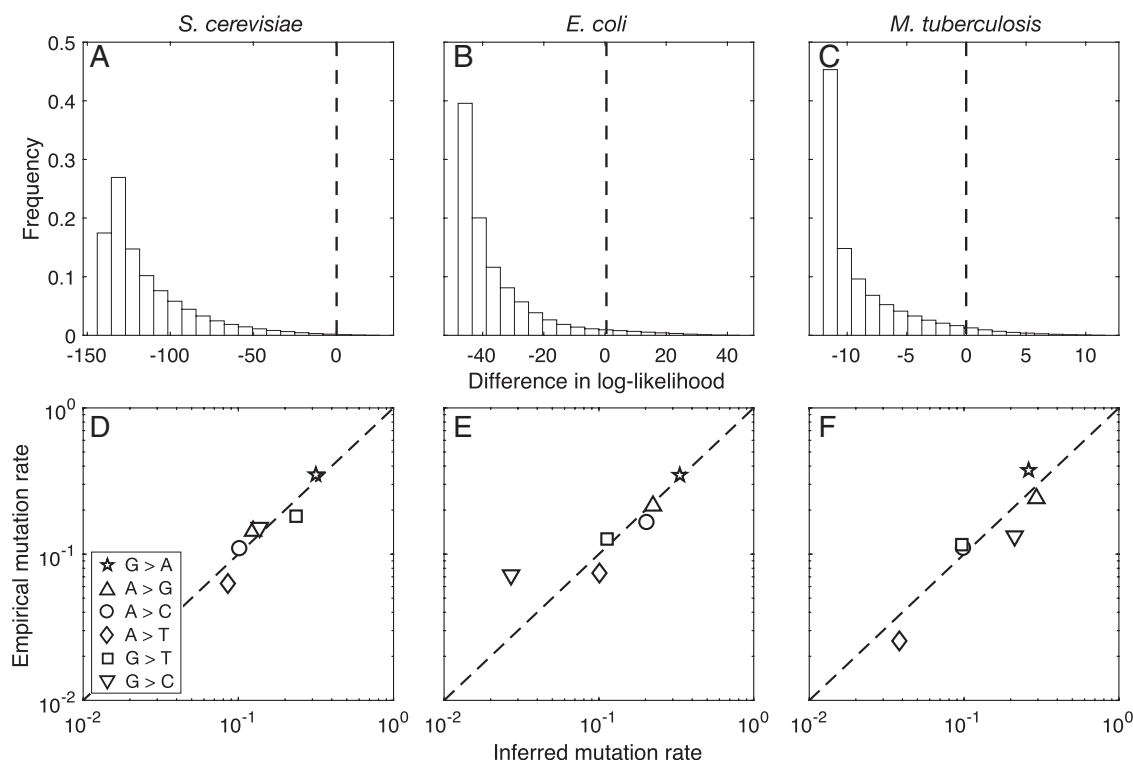 S. cerevisiae
E. coli
M. tuberculosis
A
B
C
Frequency
0.5
0.4
0.3
0.2
0.1
0
-150 -100 -50 0
-40 -20 0 20 40
-10 -5 0 5 10
Difference in log-likelihood
D
E
F
Empirical mutation rate
10^0
10^-1
10^-2
G > A
A > G
A > C
A > T
G > T
G > C
10^-2 10^-1 10^0
10^-2 10^-1 10^0
10^-2 10^-1 10^0
Inferred mutation rate